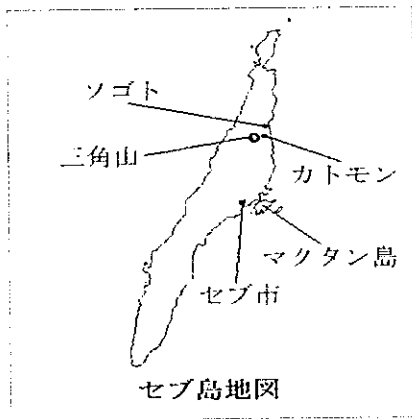 ソゴト
三角山
カトモン
マクタン島
セブ市
セブ島地図